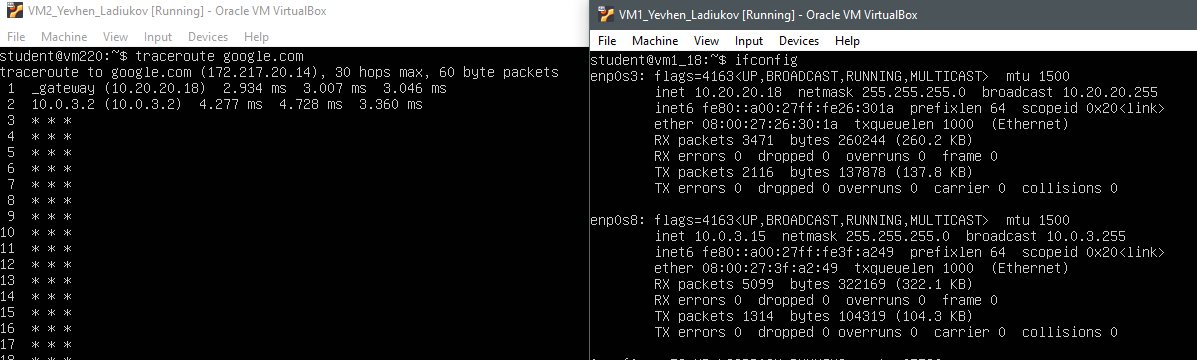 VM2_Yevhen_Ladiukov [Running] - Oracle VM VirtualBox
File Machine View Input Devices Help
student@vm220:~$ traceroute google.com
traceroute to google.com (172.217.20.14), 30 hops max, 60 byte packets
1 _gateway (10.20.20.18) 2.934 ms 3.007 ms 3.046 ms
2 10.0.3.2 (10.0.3.2) 4.277 ms 4.728 ms 3.360 ms
3 * * *
4 * * *
5 * * *
6 * * *
7 * * *
8 * * *
9 * * *
10 * * *
11 * * *
12 * * *
13 * * *
14 * * *
15 * * *
16 * * *
17 * * *
VM1_Yevhen_Ladiukov [Running] - Oracle VM VirtualBox
File Machine View Input Devices Help
student@vm1_18:~$ ifconfig
enp0s3: flags=4163<UP,BROADCAST,RUNNING,MULTICAST> mtu 1500
inet 10.20.20.18 netmask 255.255.255.0 broadcast 10.20.20.255
inet6 fe80::a00:27ff:fe26:301a prefixlen 64 scopeid 0x20<link>
ether 08:00:27:26:30:1a txqueuelen 1000 (Ethernet)
RX packets 3471 bytes 260244 (260.2 KB)
RX errors 0 dropped 0 overruns 0 frame 0
TX packets 2116 bytes 137878 (137.8 KB)
TX errors 0 dropped 0 overruns 0 carrier 0 collisions 0
enp0s8: flags=4163<UP,BROADCAST,RUNNING,MULTICAST> mtu 1500
inet 10.0.3.15 netmask 255.255.255.0 broadcast 10.0.3.255
inet6 fe80::a00:27ff:fe3f:a249 prefixlen 64 scopeid 0x20<link>
ether 08:00:27:3f:a2:49 txqueuelen 1000 (Ethernet)
RX packets 5099 bytes 322169 (322.1 KB)
RX errors 0 dropped 0 overruns 0 frame 0
TX packets 1314 bytes 104319 (104.3 KB)
TX errors 0 dropped 0 overruns 0 carrier 0 collisions 0